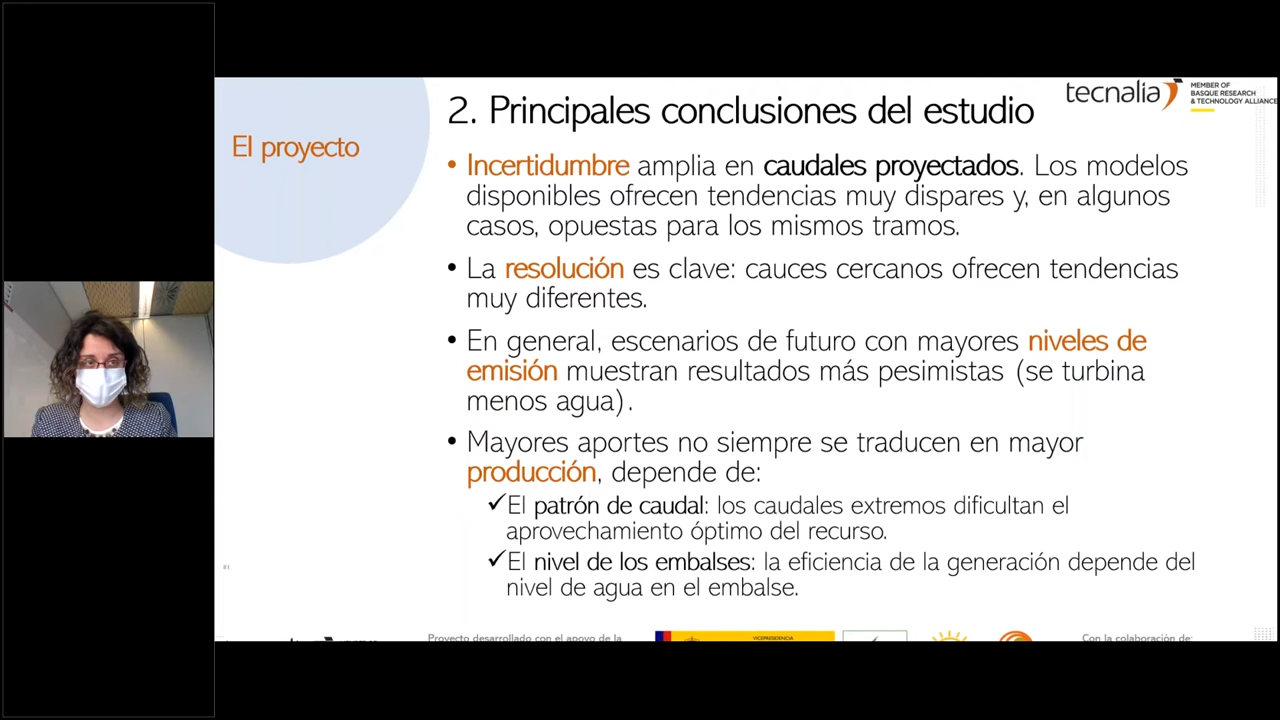 El proyecto
2. Principales conclusiones del estudio
tecnalia
MEMBER OF
BASQUE RESEARCH
& TECHNOLOGY ALLIANCE
• Incertidumbre amplia en caudales proyectados. Los modelos
disponibles ofrecen tendencias muy dispares y, en algunos
casos, opuestas para los mismos tramos.
• La resolución es clave: cauces cercanos ofrecen tendencias
muy diferentes.
• En general, escenarios de futuro con mayores niveles de
emisión muestran resultados más pesimistas (se turbina
menos agua).
• Mayores aportes no siempre se traducen en mayor
producción, depende de:
✓El patrón de caudal: los caudales extremos dificultan el
aprovechamiento óptimo del recurso.
✓El nivel de los embalses: la eficiencia de la generación depende del
nivel de agua en el embalse.
Proyecto desarrollado con el apoyo de la
VICEPRESIDENCIA
Con la colaboración de: